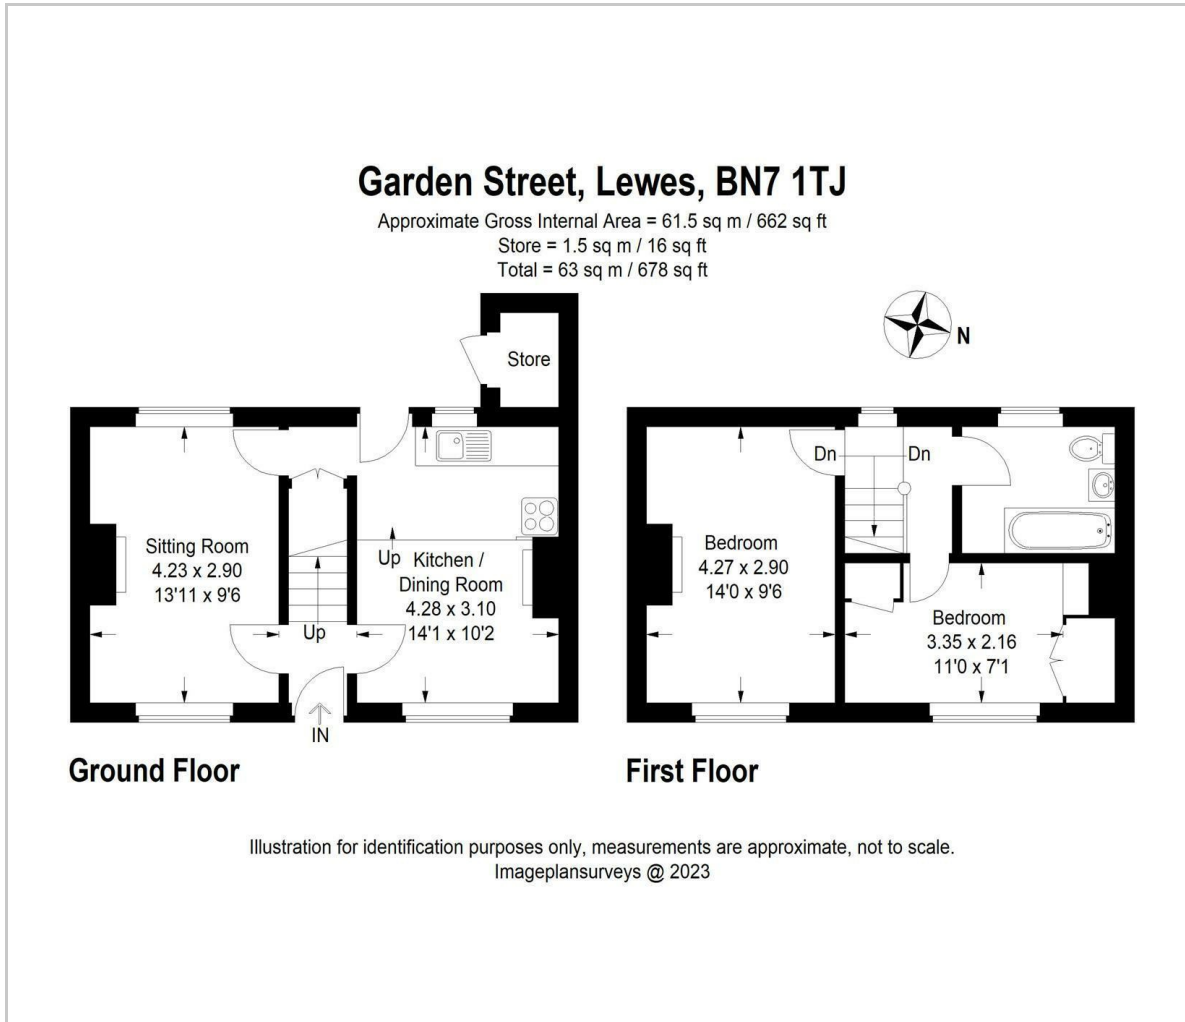 Garden Street, Lewes, BN7 1TJ
Approximate Gross Internal Area = 61.5 sq m / 662 sq ft
Store = 1.5 sq m / 16 sq ft
Total = 63 sq m / 678 sq ft
N
Store
Sitting Room
4.23 x 2.90
13'11 x 9'6
Up
Up
Kitchen /
Dining Room
4.28 x 3.10
14'1 x 10'2
IN
Ground Floor
Dn
Dn
Bedroom
4.27 x 2.90
14'0 x 9'6
Bedroom
3.35 x 2.16
11'0 x 7'1
First Floor
Illustration for identification purposes only, measurements are approximate, not to scale.
Imageplansurveys @ 2023